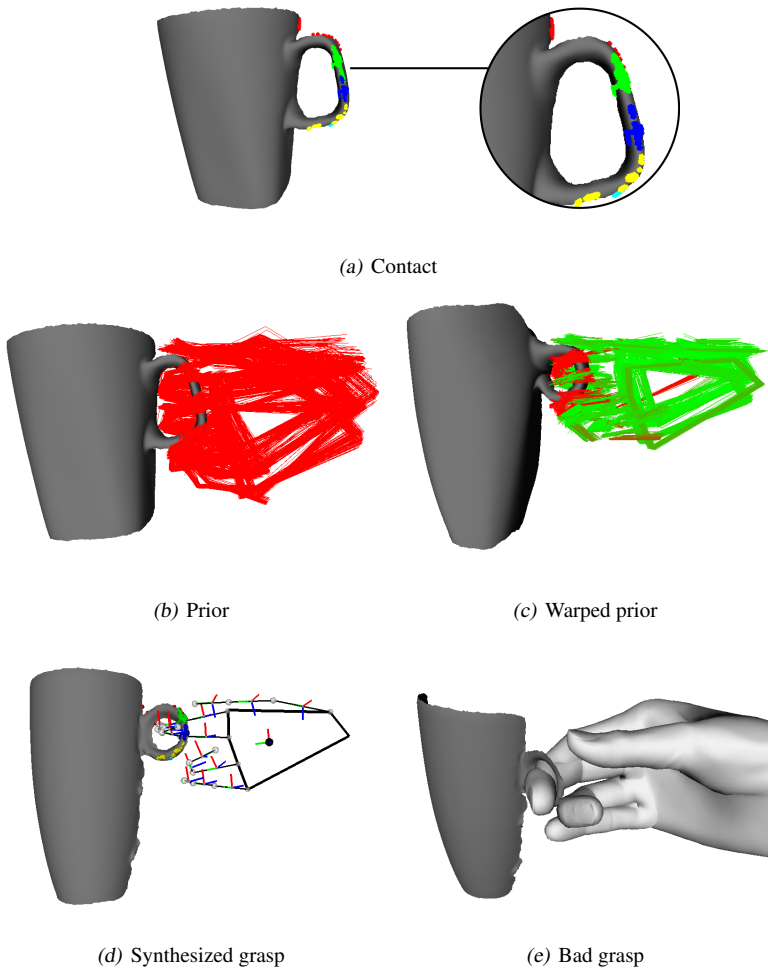 (a) Contact
(b) Prior
(c) Warped prior
(d) Synthesized grasp
(e) Bad grasp